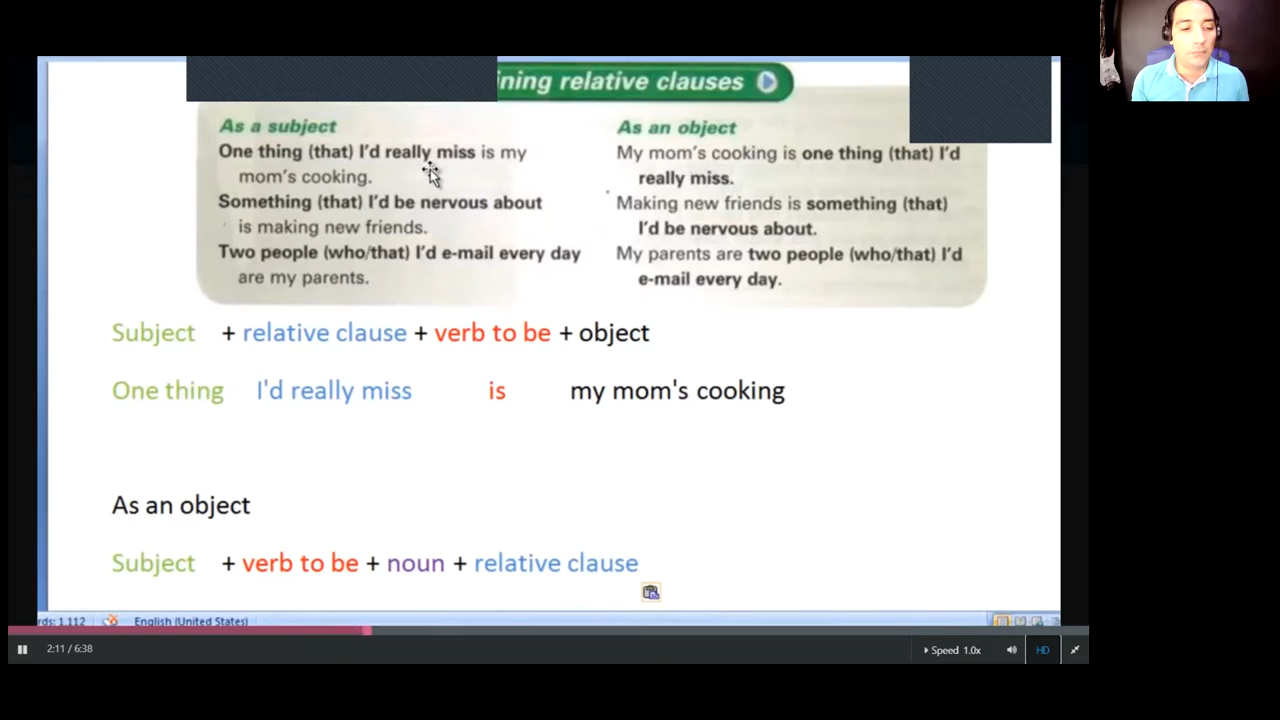 ning relative clauses
As a subject
One thing (that) I'd really miss is my
mom's cooking.
Something (that) I'd be nervous about
is making new friends.
Two people (who/that) I'd e-mail every day
are my parents.
As an object
My mom's cooking is one thing (that) I'd
really miss.
Making new friends is something (that)
I'd be nervous about.
My parents are two people (who/that) I'd
e-mail every day.
Subject + relative clause + verb to be + object
One thing I'd really miss is my mom's cooking
As an object
Subject + verb to be + noun + relative clause
rds: 1,112 English (United States)
2:11 / 6:38 Speed 1.0x HD